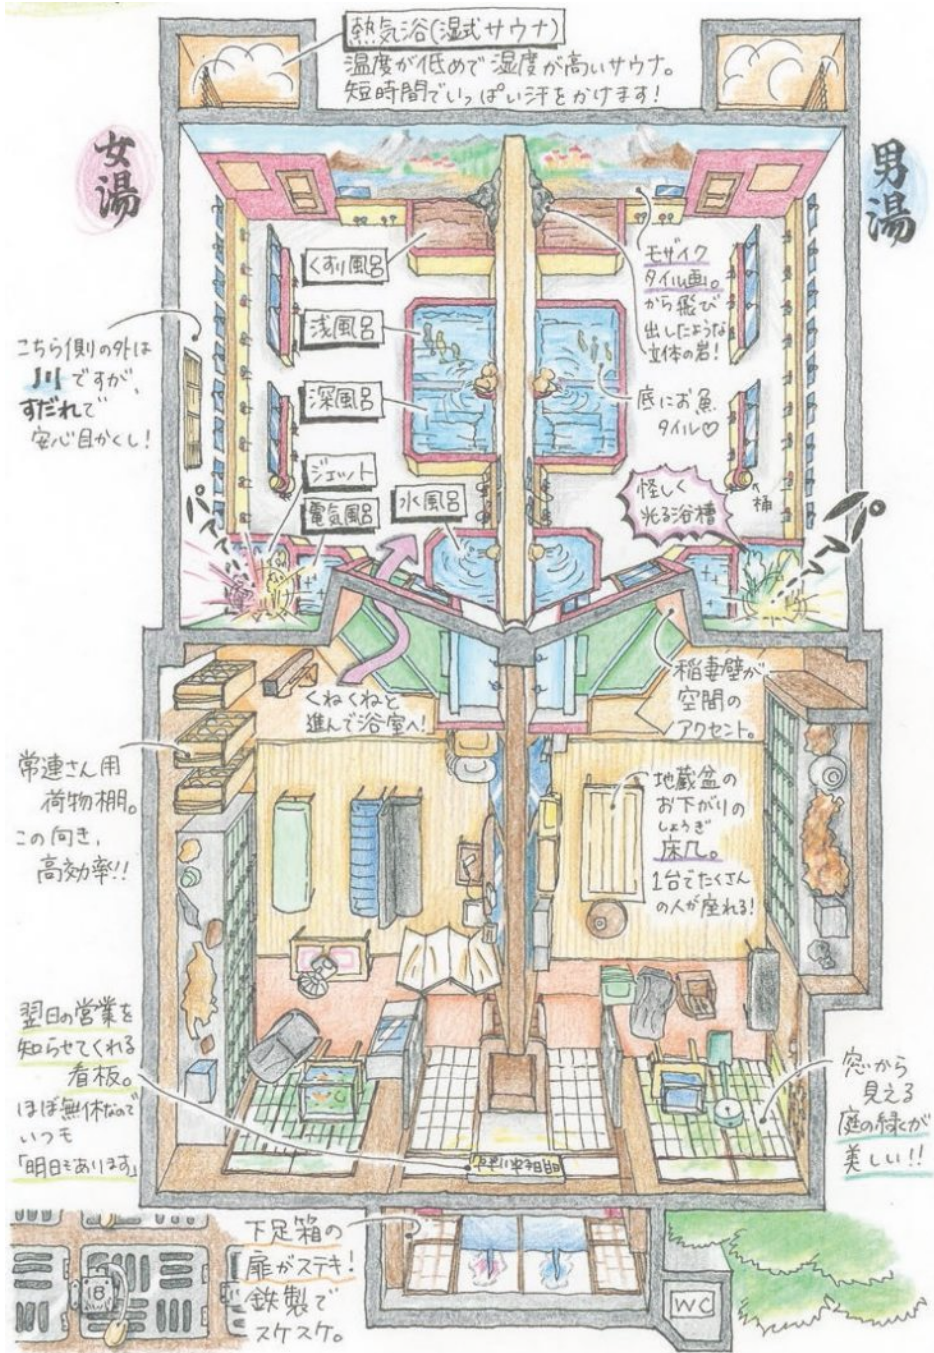 熱気浴(湿式サウナ)
温度が低めで湿度が高いサウナ。
短時間でいっぱい汗をかけます!
女湯
男湯
くすり風呂
浅風呂
深風呂
ジェット
電気風呂
水風呂
モザイク
タイル画。
から飛び
出したような
立体の岩!
底にお魚
タイル♡
こちら側の外は
川ですが、
すだれで
安心目かくし!
怪しく
光る浴槽
桶
パァァ
パァァ
くねくねと
進んで浴室へ!
稲妻壁が
空間の
アクセント。
常連さん用
荷物棚。
この向き、
高効率!!
地蔵盆の
お下がりの
しょうぎ
床几。
1台でたくさん
の人が座れる!
翌日の営業を
知らせてくれる
看板。
ほぼ無休なので
いつも
「明日もあります」
窓から
見える
庭の緑が
美しい!!
下足箱の
扉がステキ!
鉄製で
スケスケ。
18
WC